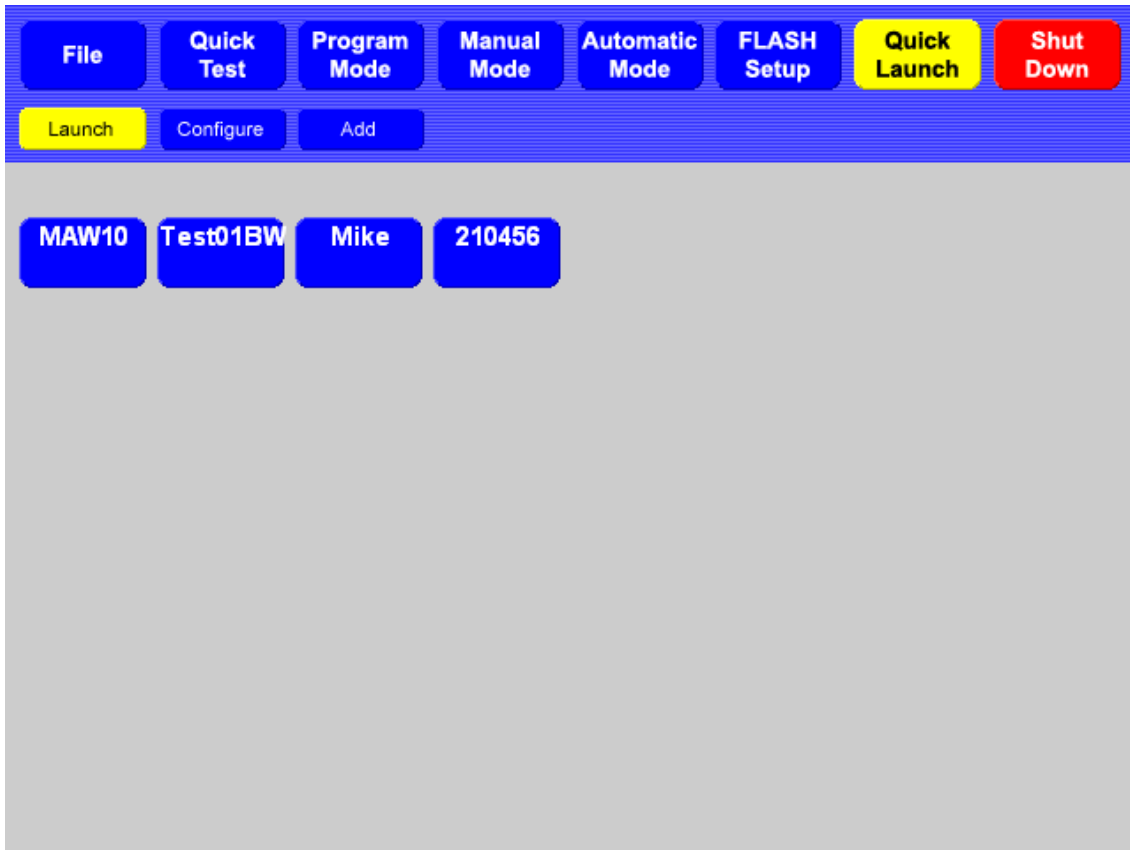 File
Quick
Test
Program
Mode
Manual
Mode
Automatic
Mode
FLASH
Setup
Quick
Launch
Shut
Down
Launch
Configure
Add
MAW10
Test01BW
Mike
210456